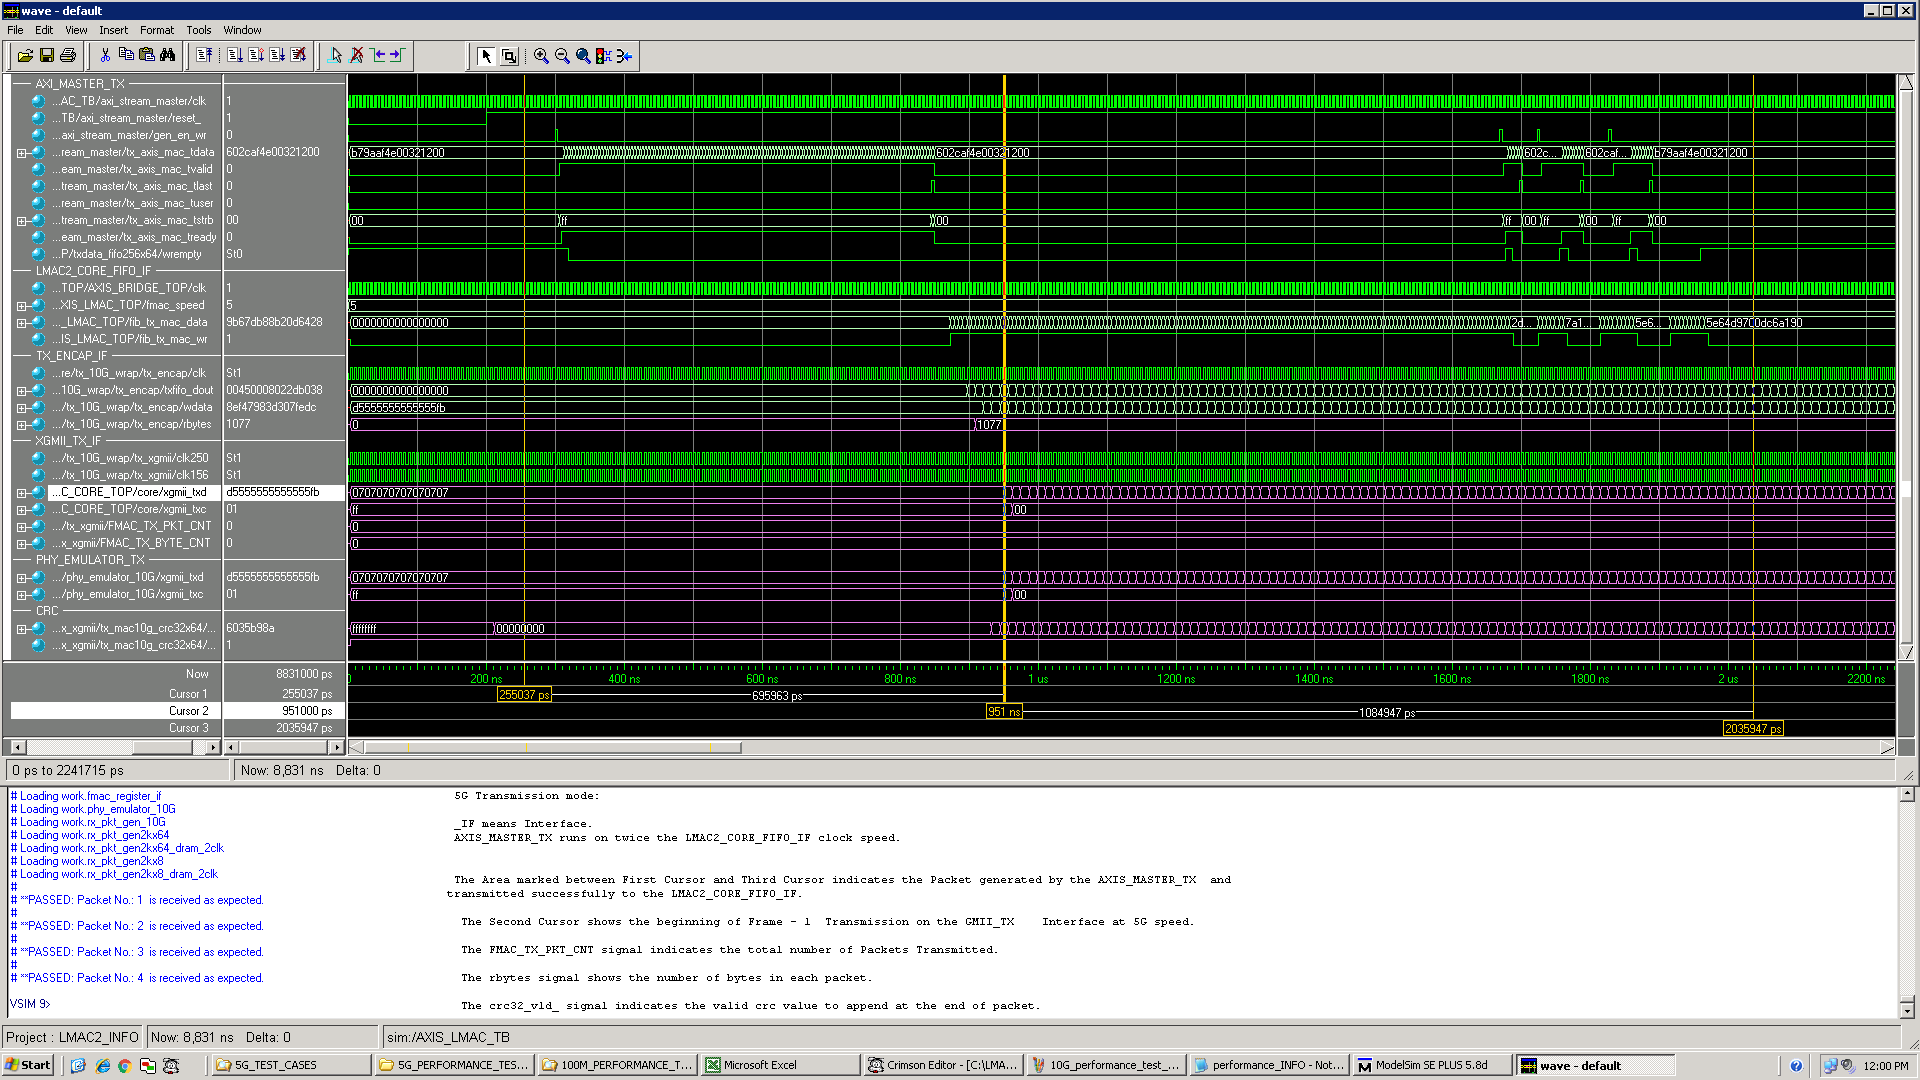 wave - default
File Edit View Insert Format Tools Window
AXI_MASTER_TX
...AC_TB/axi_stream_master/clk 1
...TB/axi_stream_master/reset_ 1
...axi_stream_master/gen_en_wr 0
...ream_master/tx_axis_mac_tdata 602caf4e00321200 b79aaf4e00321200 602caf4e00321200 602c... 602caf... b79aaf4e00321200
...eam_master/tx_axis_mac_tvalid 0
...tream_master/tx_axis_mac_tlast 0
...ream_master/tx_axis_mac_tuser 0
...tream_master/tx_axis_mac_tstrb 00 00 ff 00 ff 00 ff 00 ff 00
...eam_master/tx_axis_mac_tready 0
...P/txdata_fifo256x64/wrempty St0
LMAC2_CORE_FIFO_IF
...TOP/AXIS_BRIDGE_TOP/clk 1
...XIS_LMAC_TOP/fmac_speed 5 5
..._LMAC_TOP/fib_tx_mac_data 9b67db88b20d6428 0000000000000000 2d... 7a1... 5e6... 5e64d9700dc6a190
...IS_LMAC_TOP/fib_tx_mac_wr 1
TX_ENCAP_IF
...re/tx_10G_wrap/tx_encap/clk St1
...10G_wrap/tx_encap/txfifo_dout 00450008022db038 0000000000000000
.../tx_10G_wrap/tx_encap/wdata 8ef47983d307fedc d5555555555555fb
.../tx_10G_wrap/tx_encap/rbytes 1077 0 1077
XGMII_TX_IF
.../tx_10G_wrap/tx_xgmii/clk250 St1
.../tx_10G_wrap/tx_xgmii/clk156 St1
...C_CORE_TOP/core/xgmii_txd d5555555555555fb 0707070707070707
...C_CORE_TOP/core/xgmii_txc 01 ff 00
.../tx_xgmii/FMAC_TX_PKT_CNT 0 0
...x_xgmii/FMAC_TX_BYTE_CNT 0 0
PHY_EMULATOR_TX
.../phy_emulator_10G/xgmii_txd d5555555555555fb 0707070707070707
.../phy_emulator_10G/xgmii_txc 01 ff 00
CRC
...x_xgmii/tx_mac10g_crc32x64/... 6035b98a ffffffff 00000000
...x_xgmii/tx_mac10g_crc32x64/... 1
Now 8831000 ps 0 200 ns 400 ns 600 ns 800 ns 1 us 1200 ns 1400 ns 1600 ns 1800 ns 2 us 2200 ns
Cursor 1 255037 ps 255037 ps 695963 ps
Cursor 2 951000 ps 951 ns 1084947 ps
Cursor 3 2035947 ps 2035947 ps
0 ps to 2241715 ps Now: 8,831 ns Delta: 0
# Loading work.fmac_register_if
# Loading work.phy_emulator_10G
# Loading work.rx_pkt_gen_10G
# Loading work.rx_pkt_gen2kx64
# Loading work.rx_pkt_gen2kx64_dram_2clk
# Loading work.rx_pkt_gen2kx8
# Loading work.rx_pkt_gen2kx8_dram_2clk
#
# **PASSED: Packet No.: 1 is received as expected.
#
# **PASSED: Packet No.: 2 is received as expected.
#
# **PASSED: Packet No.: 3 is received as expected.
#
# **PASSED: Packet No.: 4 is received as expected.
VSIM 9>
5G Transmission mode:
_IF means Interface.
AXIS_MASTER_TX runs on twice the LMAC2_CORE_FIFO_IF clock speed.
The Area marked between First Cursor and Third Cursor indicates the Packet generated by the AXIS_MASTER_TX and
transmitted successfully to the LMAC2_CORE_FIFO_IF.
The Second Cursor shows the beginning of Frame - 1 Transmission on the GMII_TX Interface at 5G speed.
The FMAC_TX_PKT_CNT signal indicates the total number of Packets Transmitted.
The rbytes signal shows the number of bytes in each packet.
The crc32_vld_ signal indicates the valid crc value to append at the end of packet.
Project : LMAC2_INFO Now: 8,831 ns Delta: 0 sim:/AXIS_LMAC_TB
Start 5G_TEST_CASES 5G_PERFORMANCE_TES... 100M_PERFORMANCE_T... Microsoft Excel Crimson Editor - [C:\LMA... 10G_performance_test_... performance_INFO - Not... ModelSim SE PLUS 5.8d wave - default 12:00 PM